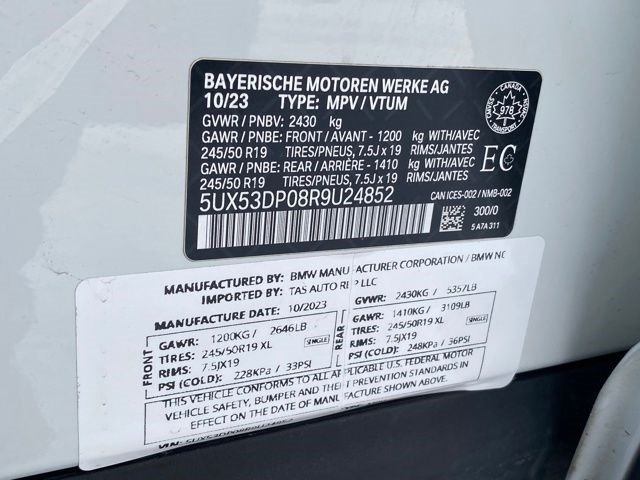 BAYERISCHE MOTOREN WERKE AG
10/23 TYPE: MPV / VTUM
GVWR / PNBV: 2430 kg
GAWR / PNBE: FRONT / AVANT - 1200 kg WITH/AVEC
245/50 R19 TIRES/PNEUS, 7.5J x 19 RIMS/JANTES
GAWR / PNBE: REAR / ARRIÈRE - 1410 kg WITH/AVEC
245/50 R19 TIRES/PNEUS, 7.5J x 19 RIMS/JANTES
5UX53DP08R9U24852
CANADA
978
TRANSPORT
EC
CAN ICES-002 / NMB-002
300/0
5 A7A 311
MANUFACTURED BY: BMW MANUFACTURER CORPORATION / BMW NC
IMPORTED BY: TAS AUTO REP LLC
MANUFACTURE DATE: 10/2023
GVWR: 2430KG / 5357LB
FRONT
GAWR: 1200KG / 2646LB
TIRES: 245/50R19 XL
RIMS: 7.5JX19
PSI (COLD): 228KPa / 33PSI
SINGLE
REAR
GAWR: 1410KG / 3109LB
TIRES: 245/50R19 XL
RIMS: 7.5JX19
PSI (COLD): 248KPa / 36PSI
SINGLE
THIS VEHICLE CONFORMS TO ALL APPLICABLE U.S. FEDERAL MOTOR
VEHICLE SAFETY, BUMPER AND THEFT PREVENTION STANDARDS IN
EFFECT ON THE DATE OF MANUFACTURE SHOWN ABOVE.
VIN: 5UX53DP08R9U24852